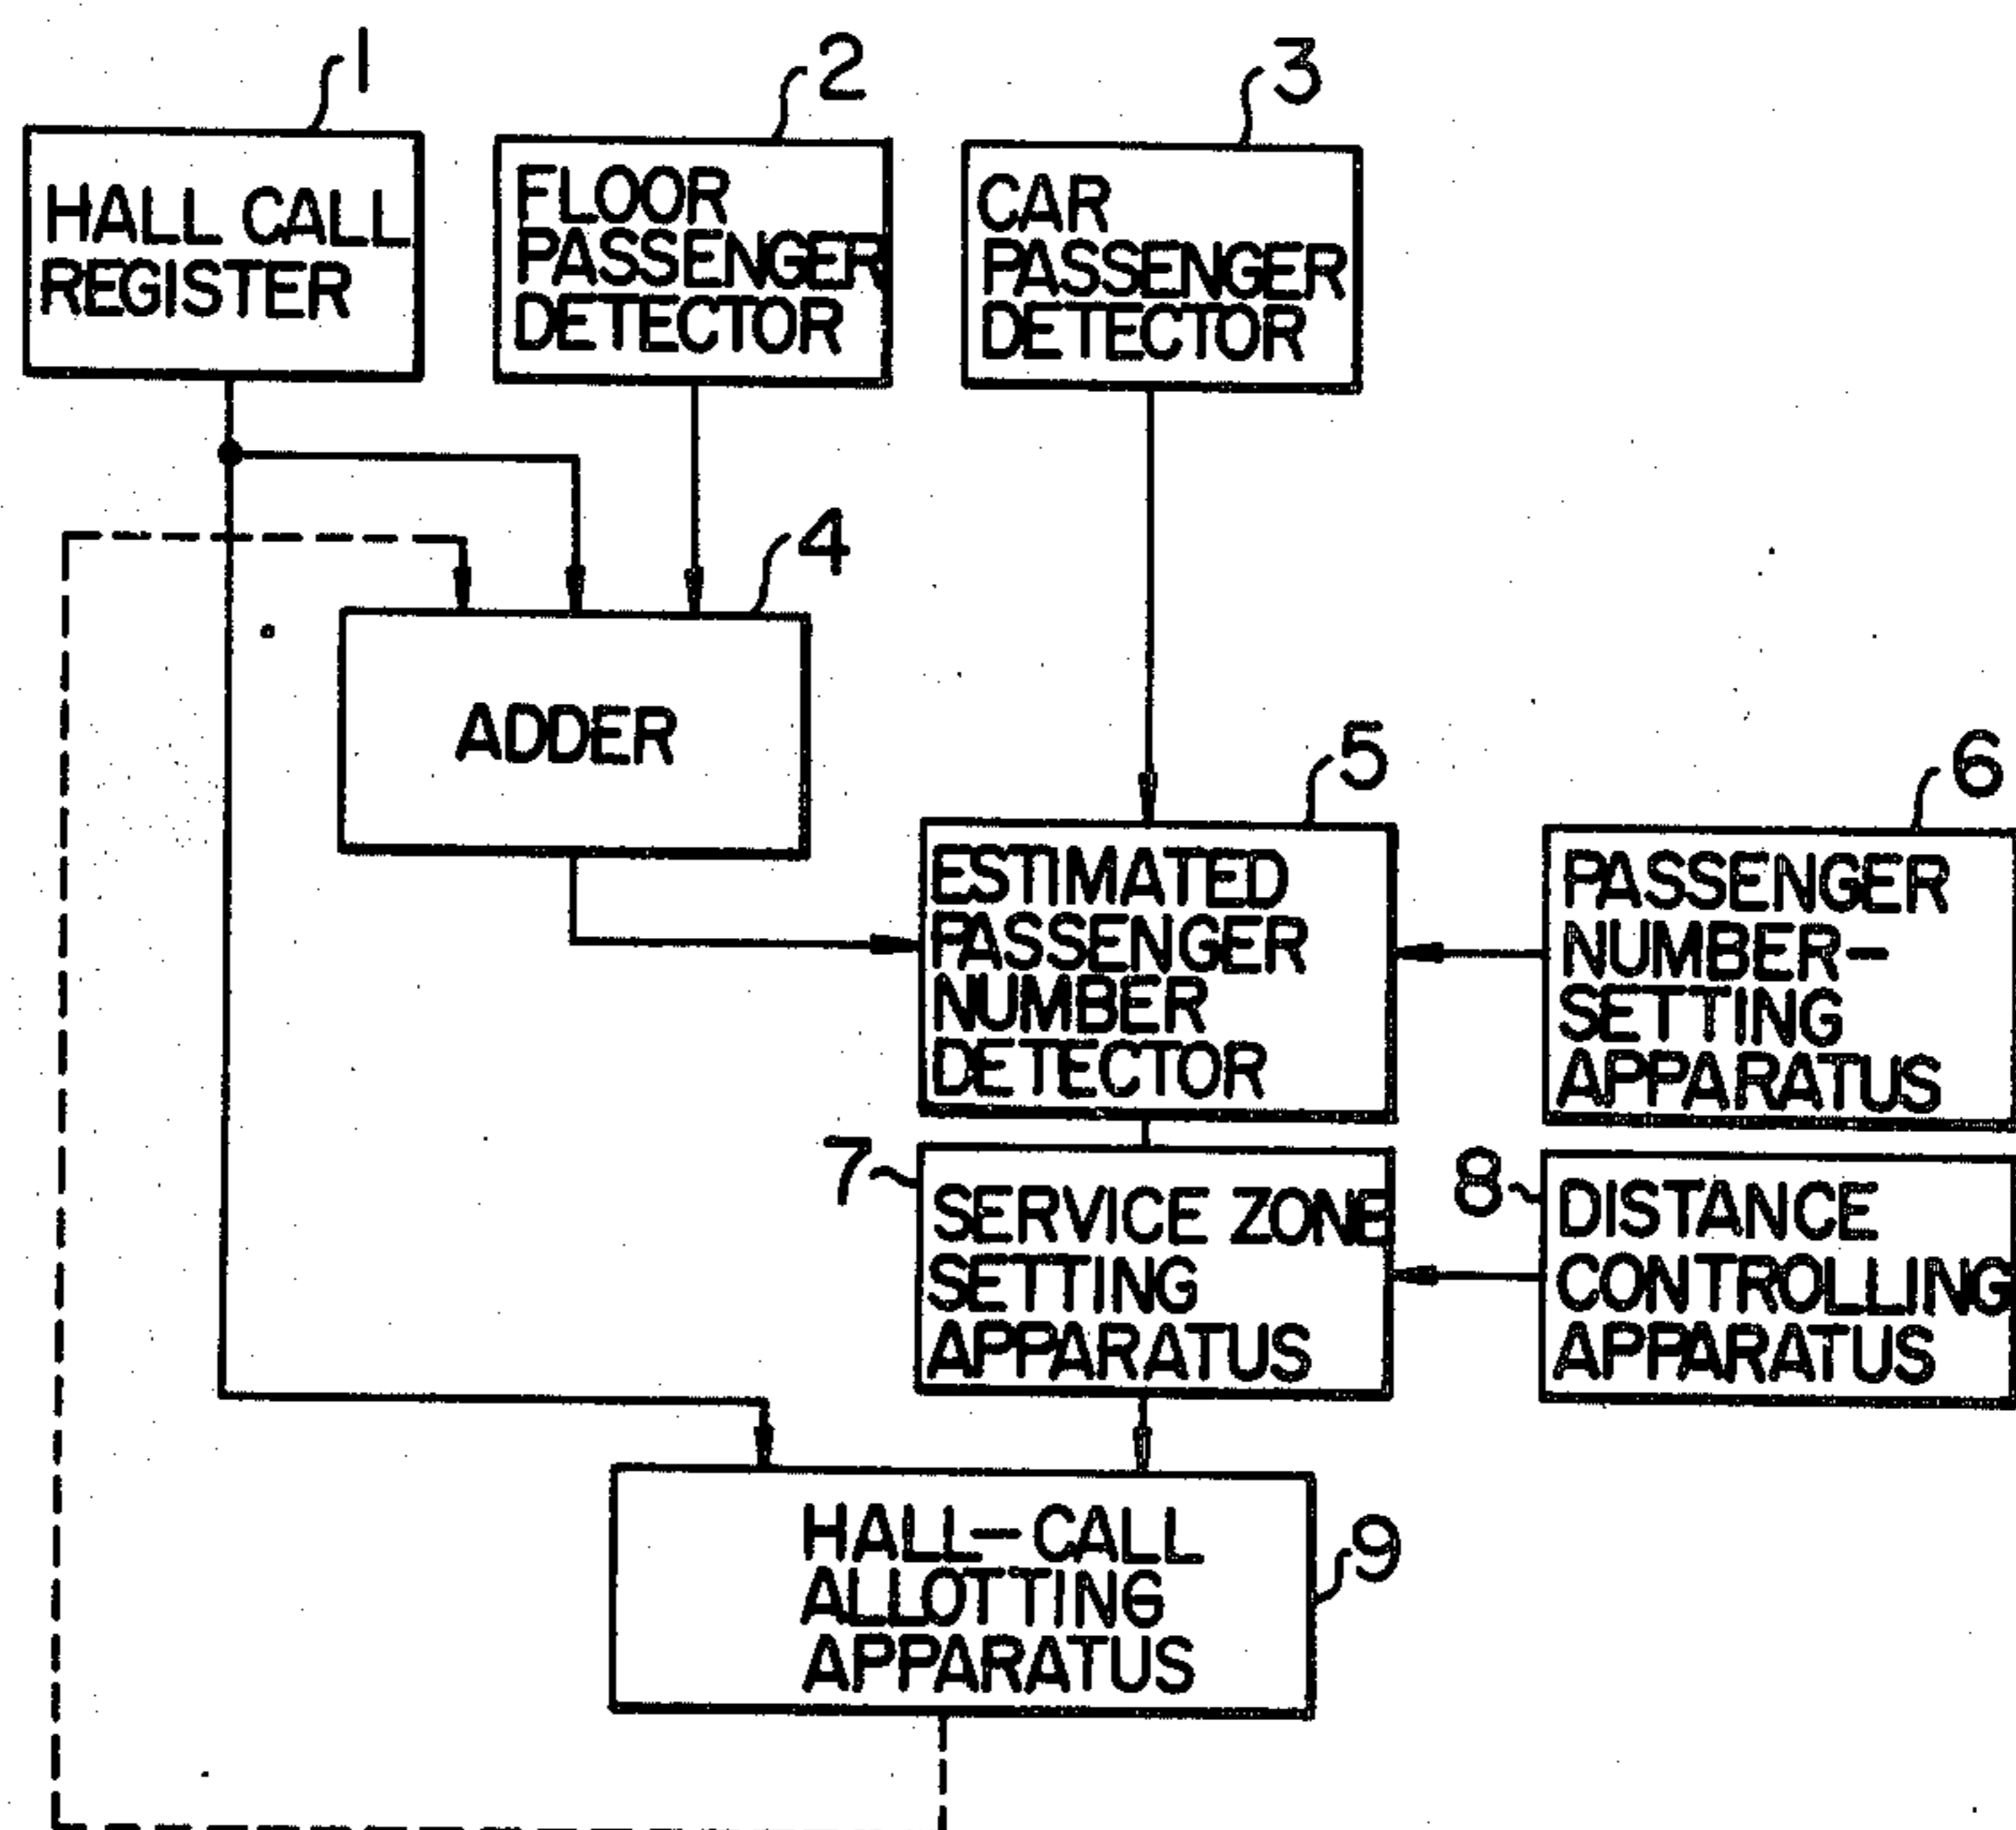 1
HALL CALL
REGISTER
2
FLOOR
PASSENGER
DETECTOR
3
CAR
PASSENGER
DETECTOR
4
ADDER
5
ESTIMATED
PASSENGER
NUMBER
DETECTOR
6
PASSENGER
NUMBER-
SETTING
APPARATUS
7
SERVICE ZONE
SETTING
APPARATUS
8
DISTANCE
CONTROLLING
APPARATUS
9
HALL-CALL
ALLOTTING
APPARATUS